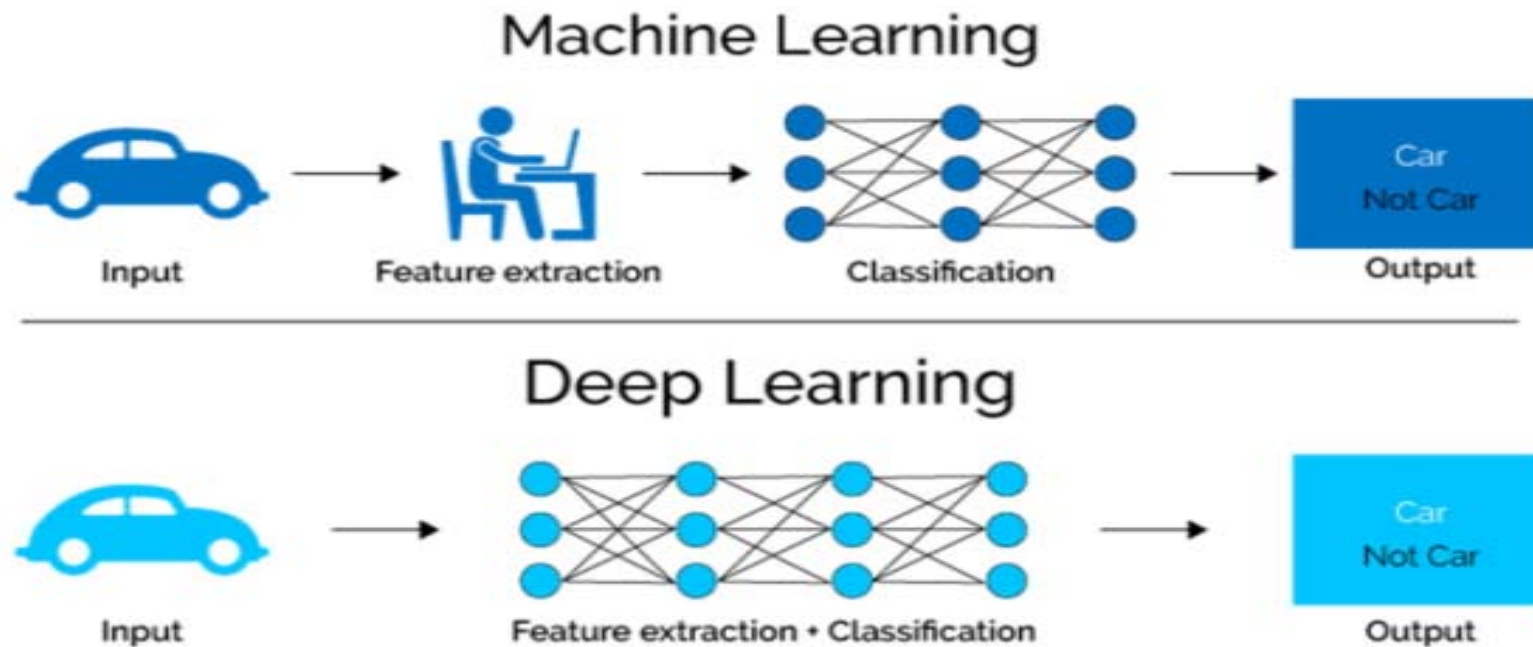 Machine Learning
Car
Not Car
Input
Feature extraction
Classification
Output
Deep Learning
Car
Not Car
Input
Feature extraction + Classification
Output